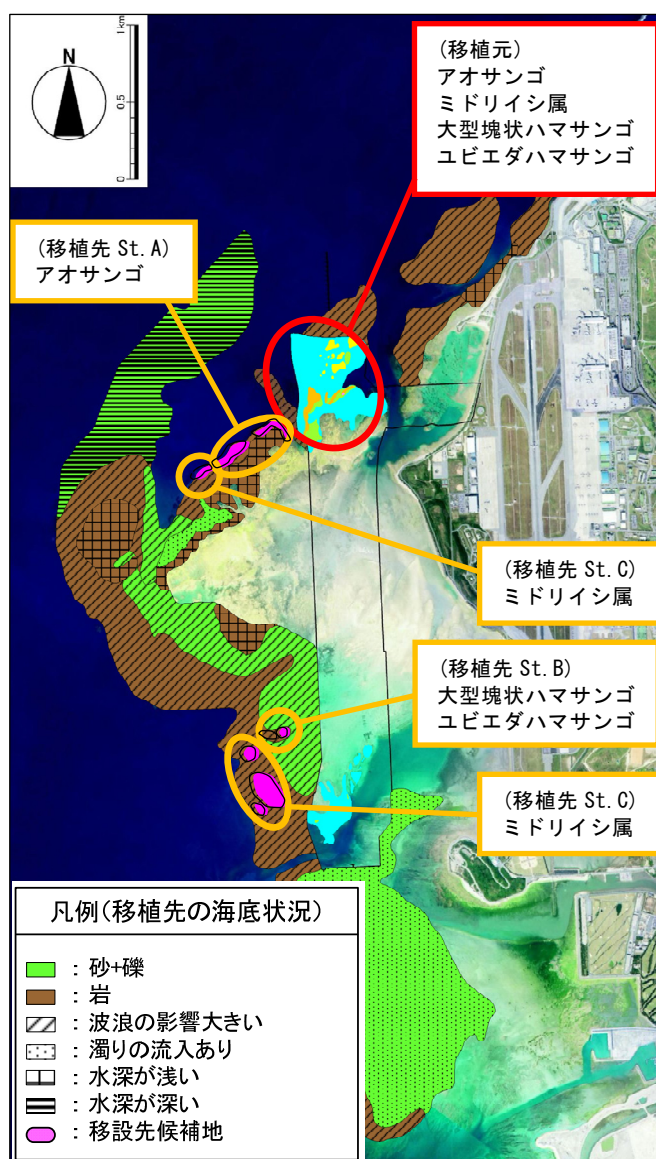 N
0
0.5
1km
(移植元)
アオサンゴ
ミドリイシ属
大型塊状ハマサンゴ
ユビエダハマサンゴ
(移植先 St.A)
アオサンゴ
(移植先 St.C)
ミドリイシ属
(移植先 St.B)
大型塊状ハマサンゴ
ユビエダハマサンゴ
(移植先 St.C)
ミドリイシ属
凡例(移植先の海底状況)
：砂+礫
：岩
：波浪の影響大きい
：濁りの流入あり
：水深が浅い
：水深が深い
：移設先候補地